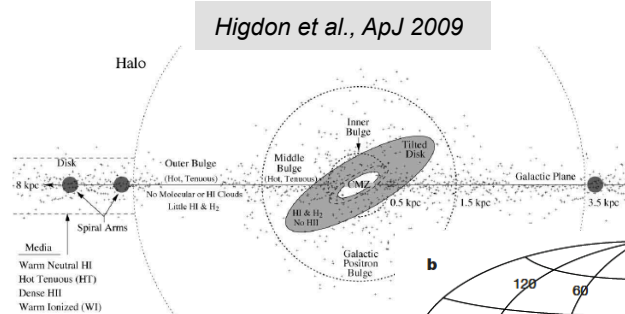 Higdon et al., ApJ 2009
Halo
Inner
Bulge
Disk
Outer Bulge
(Hot, Tenuous)
Middle
Bulge
(Hot, Tenuous)
Tilted
Disk
Galactic Plane
8 kpc
CMZ
No Molecular or HI Clouds
Little HI & H2
0.5 kpc
1.5 kpc
3.5 kpc
Spiral Arms
HI & H2
No HII
Media
Warm Neutral HI
Hot Tenuous (HT)
Dense HII
Warm Ionized (WI)
Galactic
Positron
Bulge
b
120
60